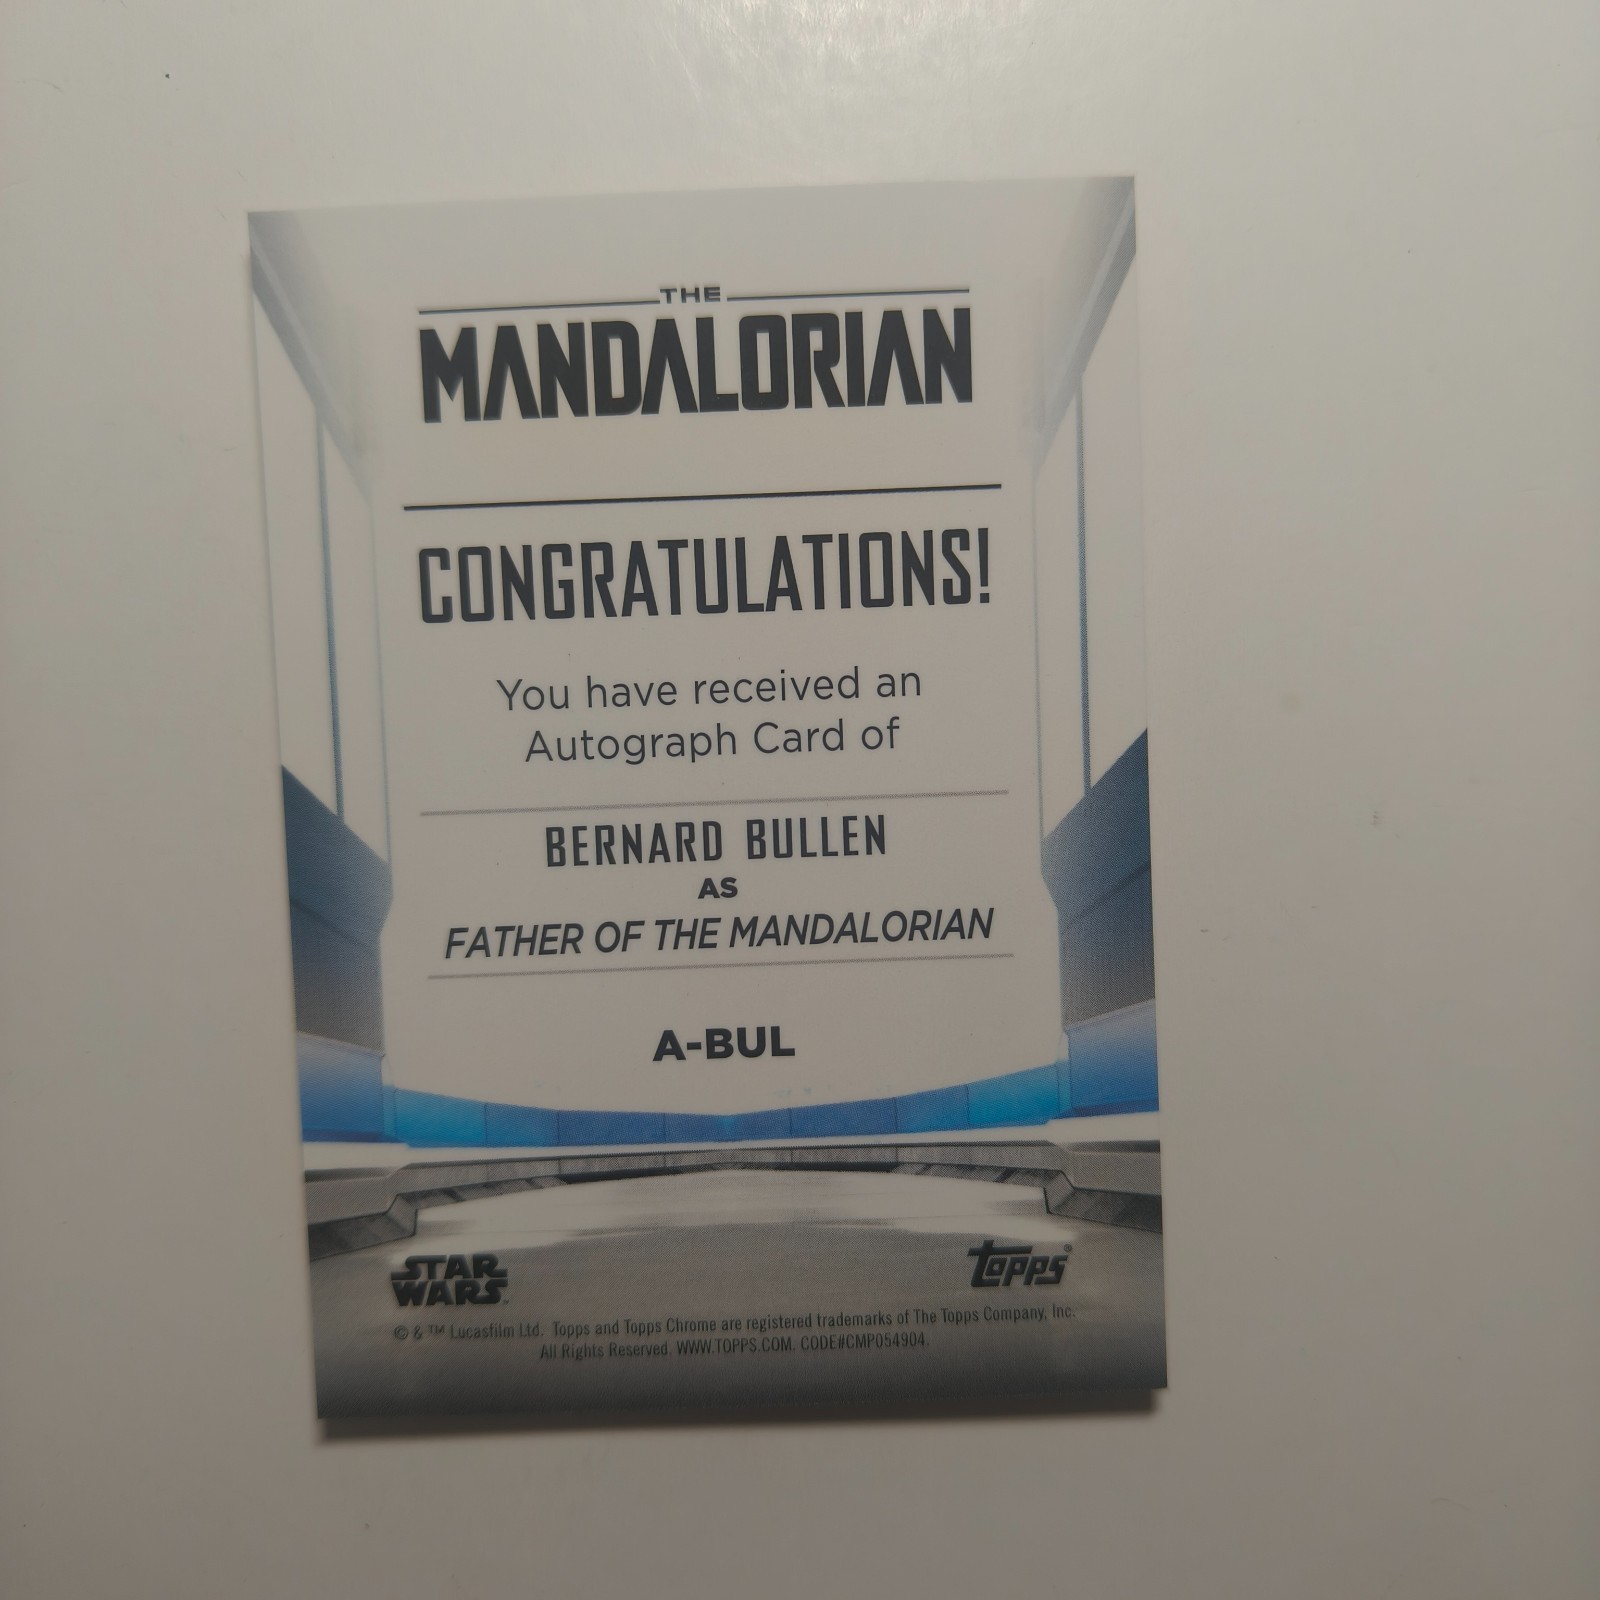 THE
MANDALORIAN
CONGRATULATIONS!
You have received an
Autograph Card of
BERNARD BULLEN
AS
FATHER OF THE MANDALORIAN
A-BUL
STAR WARS™ topps®
© & ™ Lucasfilm Ltd. Topps and Topps Chrome are registered trademarks of The Topps Company, Inc.
All Rights Reserved. WWW.TOPPS.COM. CODE#CMP054904.